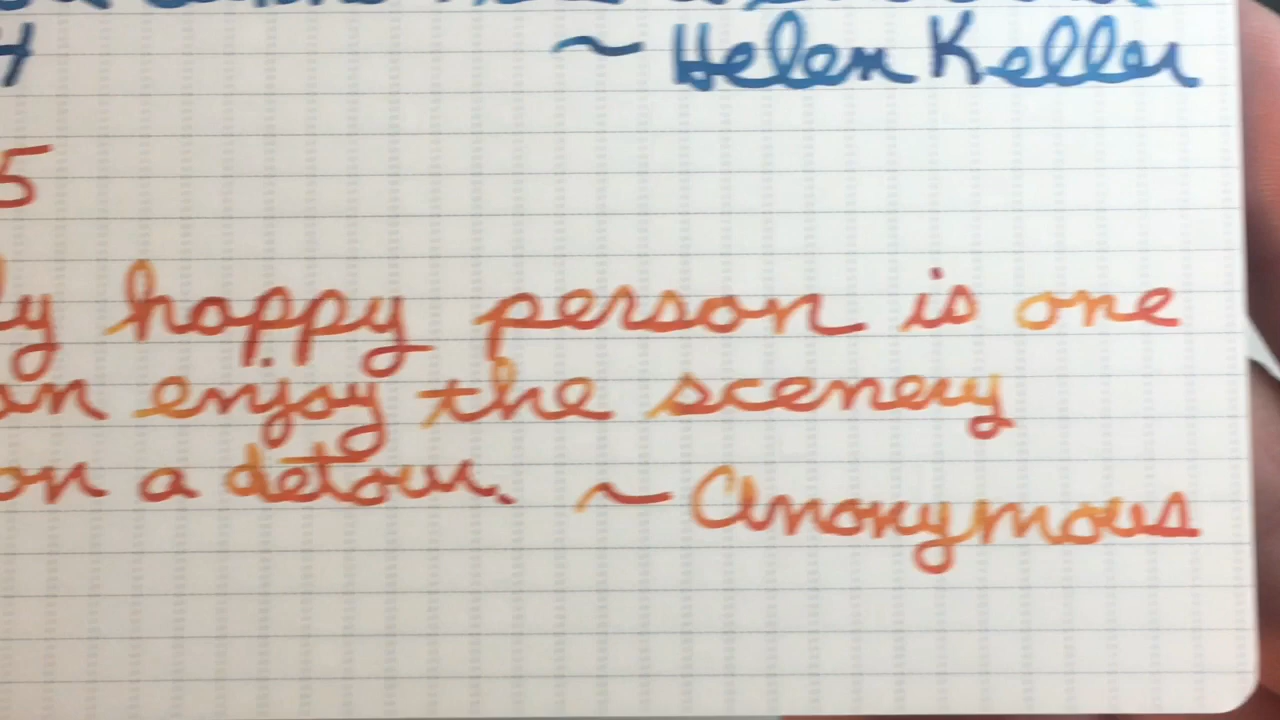 ~ Helen Keller
5
happy person is one
enjoy the scenery
on a detour. ~ Anonymous